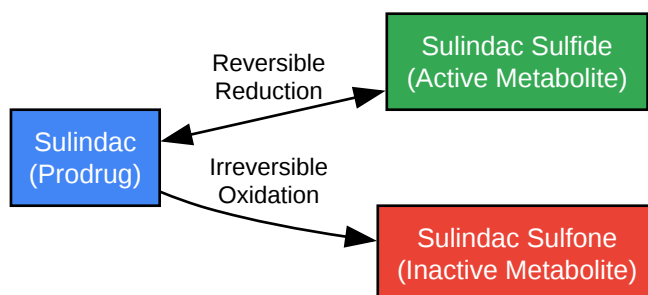 Sulindac
(Prodrug)
Reversible
Reduction
Sulindac Sulfide
(Active Metabolite)
Irreversible
Oxidation
Sulindac Sulfone
(Inactive Metabolite)